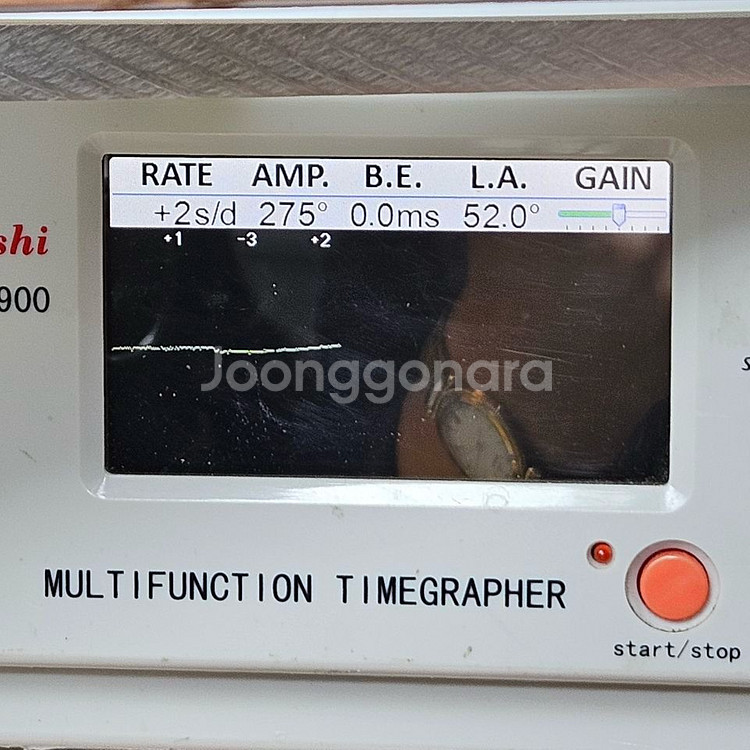 RATE AMP. B.E. L.A. GAIN
+2s/d 275° 0.0ms 52.0°
+1 -3 +2
shi
900
Joonggonara
MULTIFUNCTION TIMEGRAPHER
start/stop